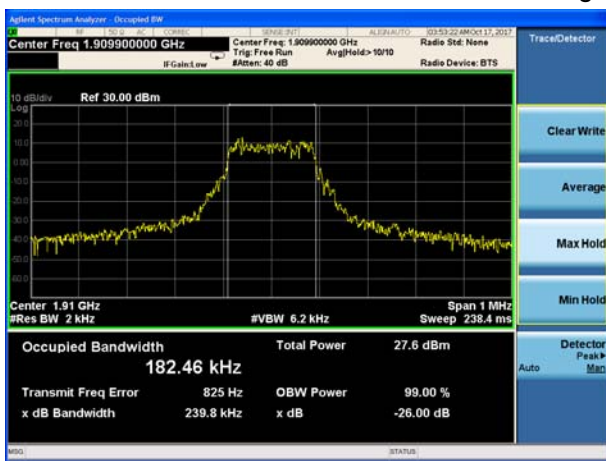 Agilent Spectrum Analyzer - Occupied BW
RF 50 Ω AC CORREC SENSE:INT ALIGNAUTO 03:53:22 AM Oct 17, 2017
Center Freq 1.909900000 GHz
Center Freq: 1.909900000 GHz
Radio Std: None
Trig: Free Run Avg|Hold:> 10/10
IFGain:Low #Atten: 40 dB Radio Device: BTS
Trace/Detector
10 dB/div Ref 30.00 dBm
Log
20.0
10.0
0.00
-10.0
-20.0
-30.0
-40.0
-50.0
-60.0
Center 1.91 GHz Span 1 MHz
#Res BW 2 kHz #VBW 6.2 kHz Sweep 238.4 ms
Occupied Bandwidth Total Power 27.6 dBm
182.46 kHz
Transmit Freq Error 825 Hz OBW Power 99.00 %
x dB Bandwidth 239.8 kHz x dB -26.00 dB
Clear Write
Average
Max Hold
Min Hold
Detector
Peak▶
Auto Man
MSG STATUS